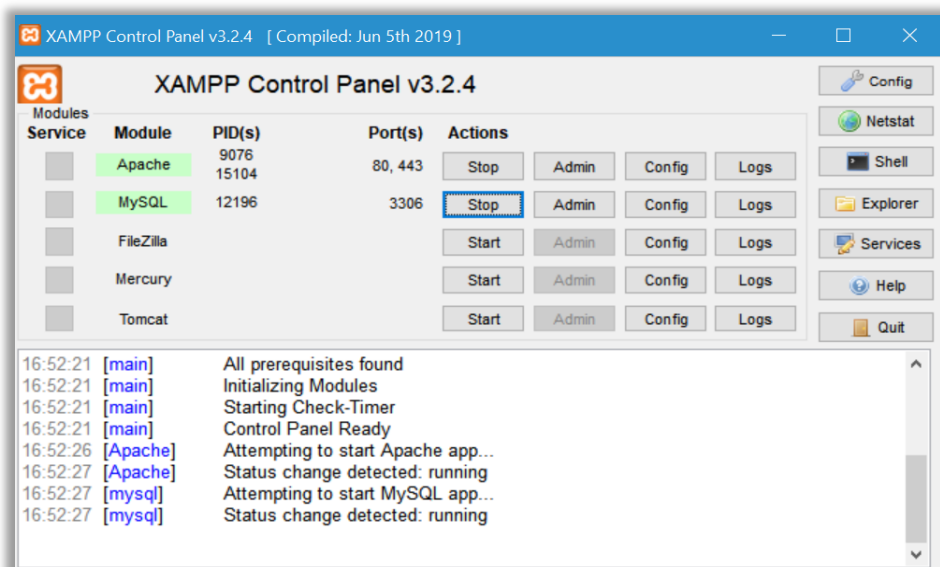 XAMPP Control Panel v3.2.4 [ Compiled: Jun 5th 2019 ]
XAMPP Control Panel v3.2.4
Config
Modules
Service Module PID(s) Port(s) Actions
Netstat
Apache 9076 15104 80, 443 Stop Admin Config Logs
Shell
MySQL 12196 3306 Stop Admin Config Logs
Explorer
FileZilla Start Admin Config Logs
Services
Mercury Start Admin Config Logs
Help
Tomcat Start Admin Config Logs
Quit
16:52:21 [main] All prerequisites found
16:52:21 [main] Initializing Modules
16:52:21 [main] Starting Check-Timer
16:52:21 [main] Control Panel Ready
16:52:26 [Apache] Attempting to start Apache app...
16:52:27 [Apache] Status change detected: running
16:52:27 [mysql] Attempting to start MySQL app...
16:52:27 [mysql] Status change detected: running